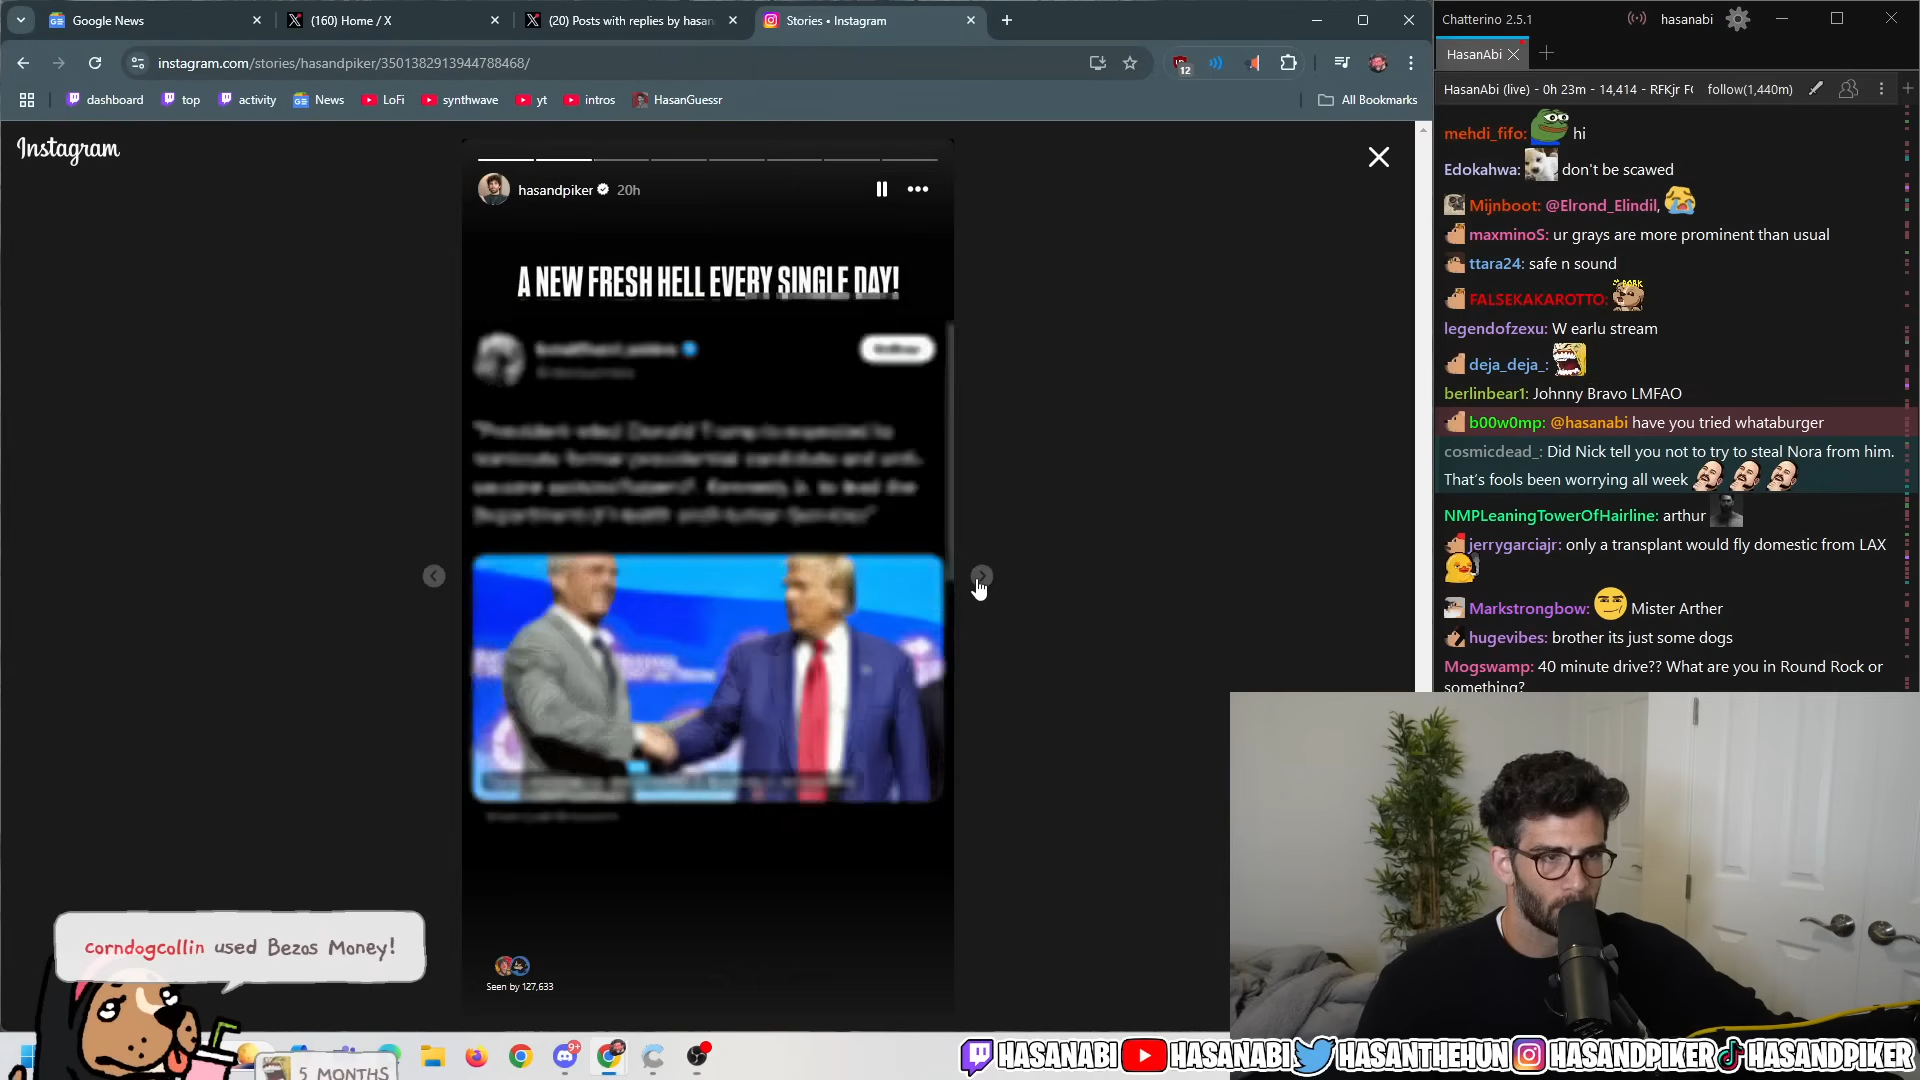 Google News
(160) Home / X
(20) Posts with replies by hasan
Stories • Instagram
instagram.com/stories/hasandpiker/3501382913944788468/
12
dashboard
top
activity
News
LoFi
synthwave
yt
intros
HasanGuessr
All Bookmarks
Instagram
hasandpiker 20h
A NEW FRESH HELL EVERY SINGLE DAY!
Seen by 127,633
corndogcollin used Bezos Money!
5 MONTHS
9+
Chatterino 2.5.1
hasanabi
HasanAbi
HasanAbi (live) - 0h 23m - 14,414 - RFKjr
follow(1,440m)
mehdi_fifo: hi
Edokahwa: don't be scawed
Mijnboot: @Elrond_Elindil,
maxminoS: ur grays are more prominent than usual
ttara24: safe n sound
FALSEKAKAROTTO:
legendofzexu: W earlu stream
deja_deja_:
berlinbear1: Johnny Bravo LMFAO
b00w0mp: @hasanabi have you tried whataburger
cosmicdead_: Did Nick tell you not to try to steal Nora from him.
That's fools been worrying all week
NMPLeaningTowerOfHairline: arthur
jerrygarciajr: only a transplant would fly domestic from LAX
Markstrongbow: Mister Arther
hugevibes: brother its just some dogs
Mogswamp: 40 minute drive?? What are you in Round Rock or
something?
HASANABI HASANABI HASANTHEHUN HASANDPIKER HASANDPIKER